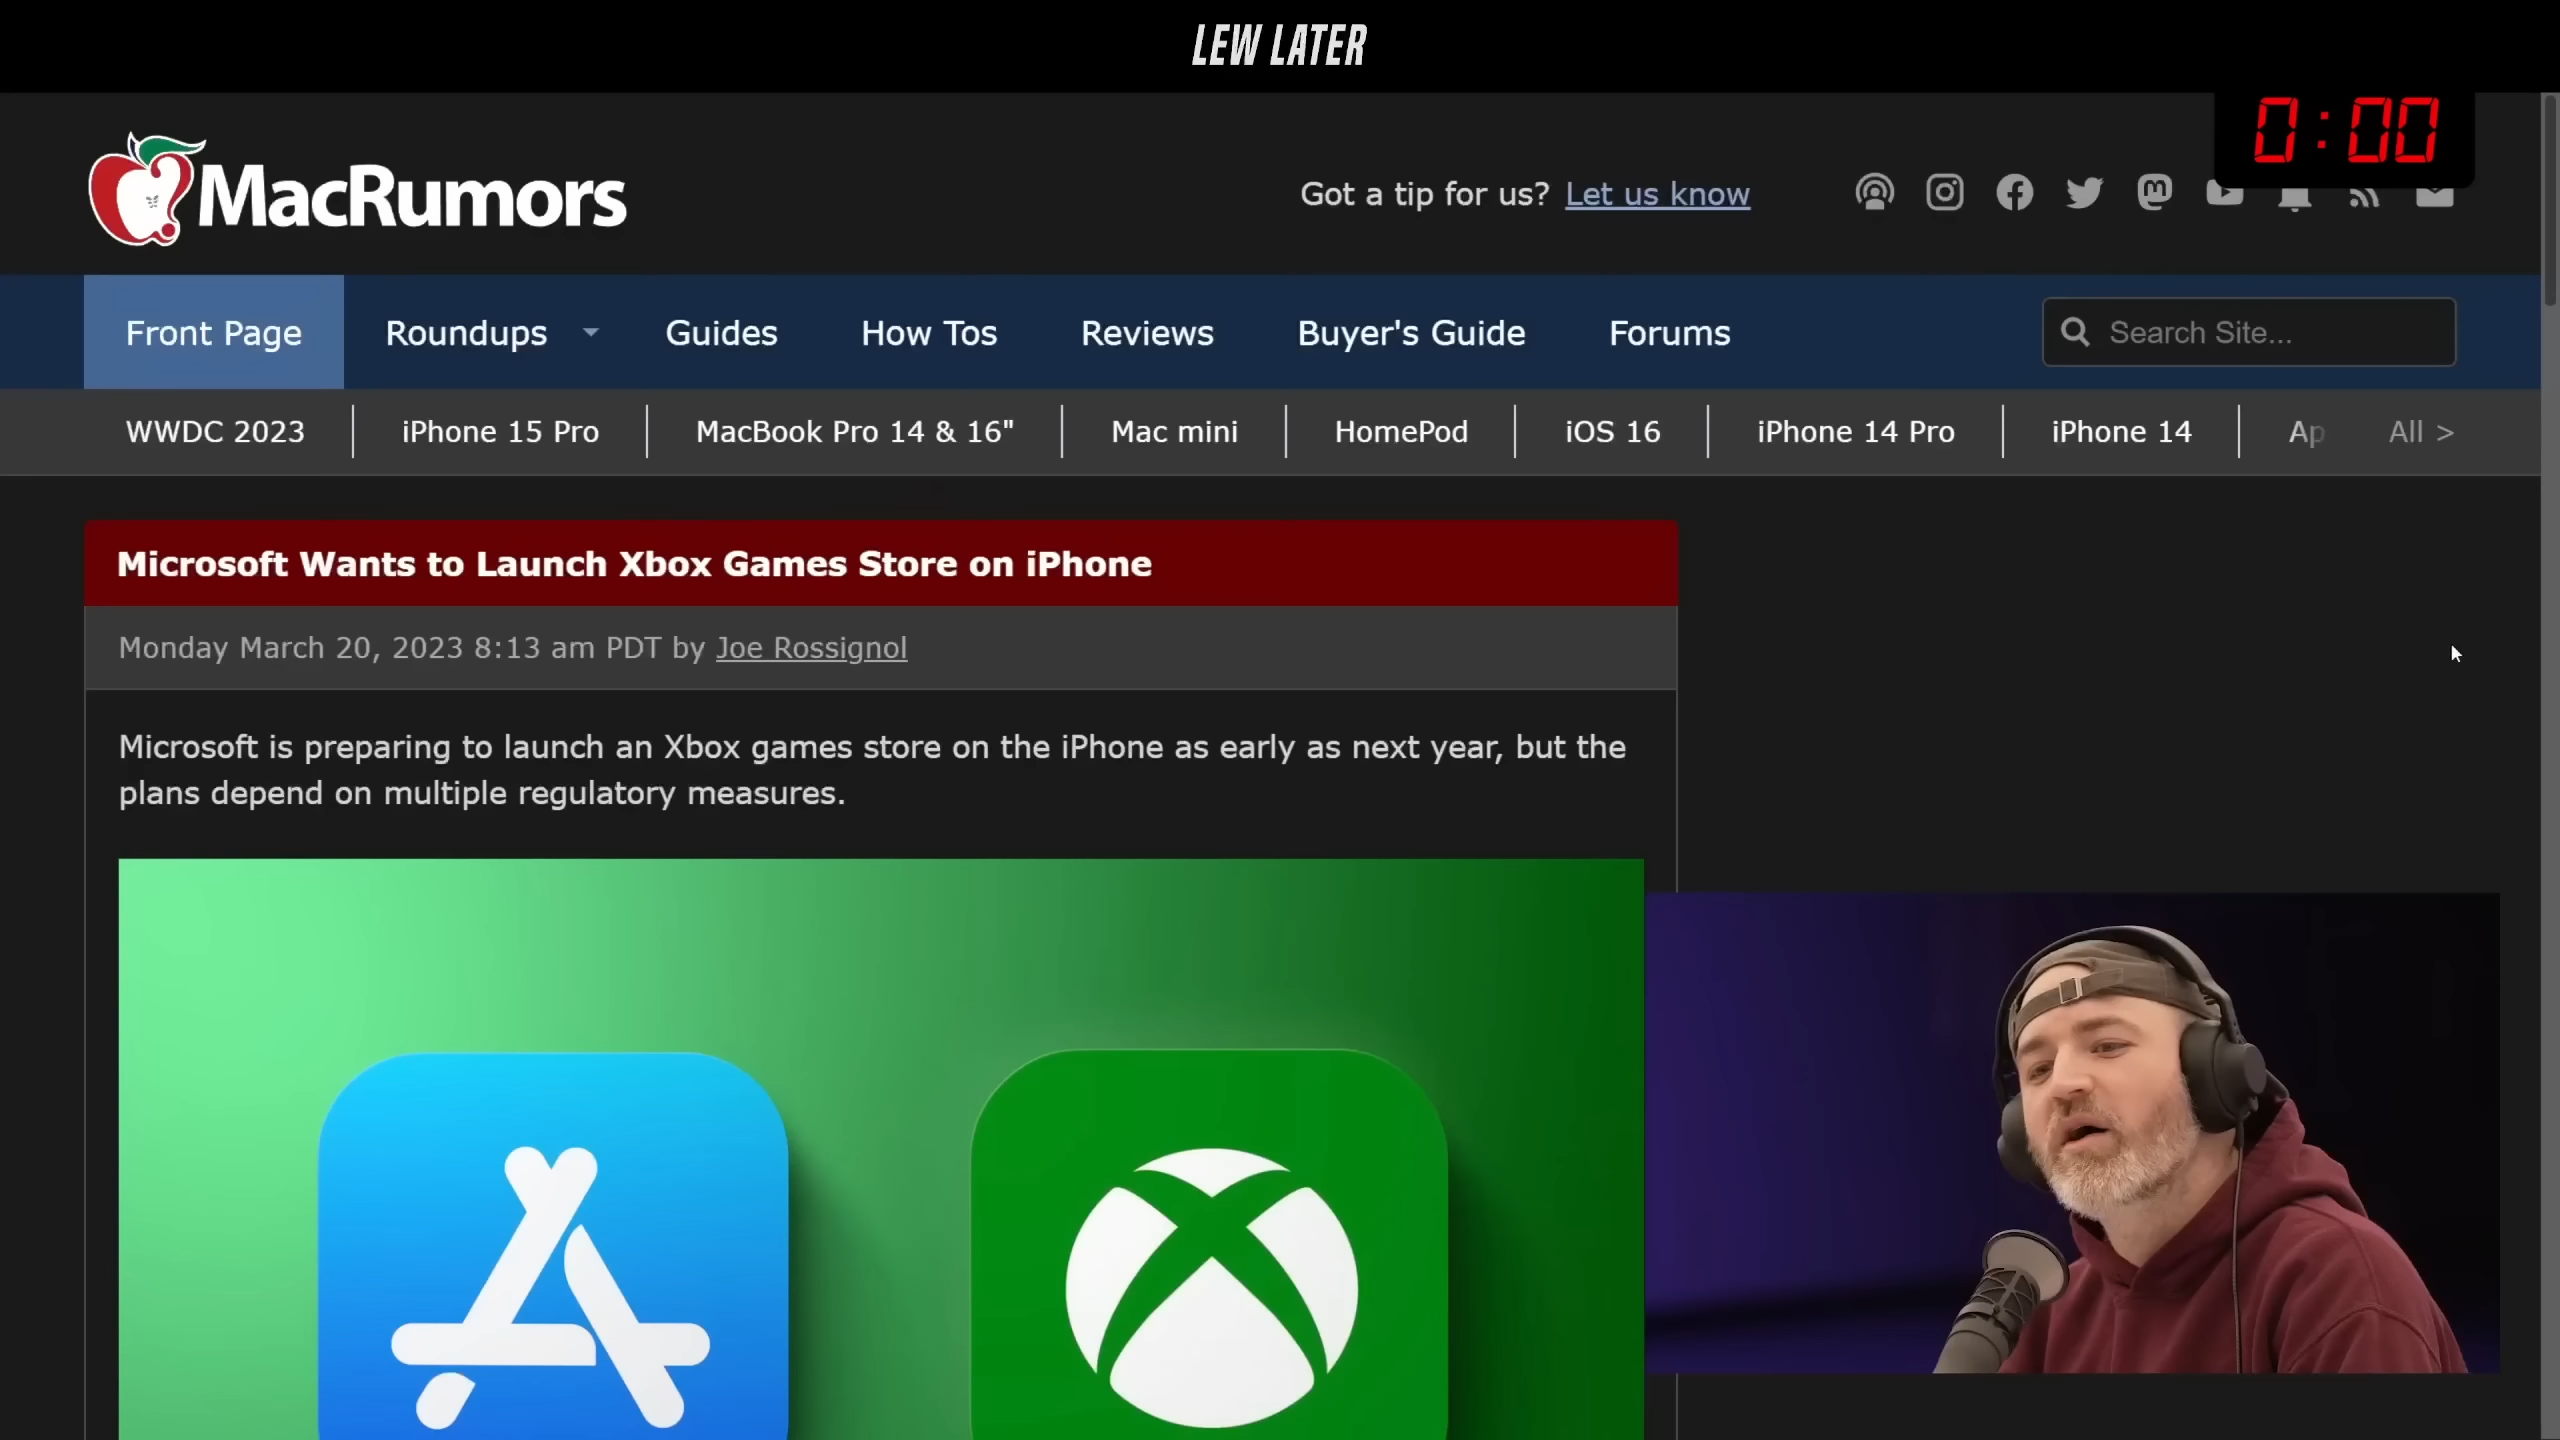 LEW LATER
0:00
MacRumors
Got a tip for us? Let us know
Front Page Roundups Guides How Tos Reviews Buyer's Guide Forums Search Site...
WWDC 2023 iPhone 15 Pro MacBook Pro 14 & 16" Mac mini HomePod iOS 16 iPhone 14 Pro iPhone 14 Ap All >
Microsoft Wants to Launch Xbox Games Store on iPhone
Monday March 20, 2023 8:13 am PDT by Joe Rossignol
Microsoft is preparing to launch an Xbox games store on the iPhone as early as next year, but the
plans depend on multiple regulatory measures.